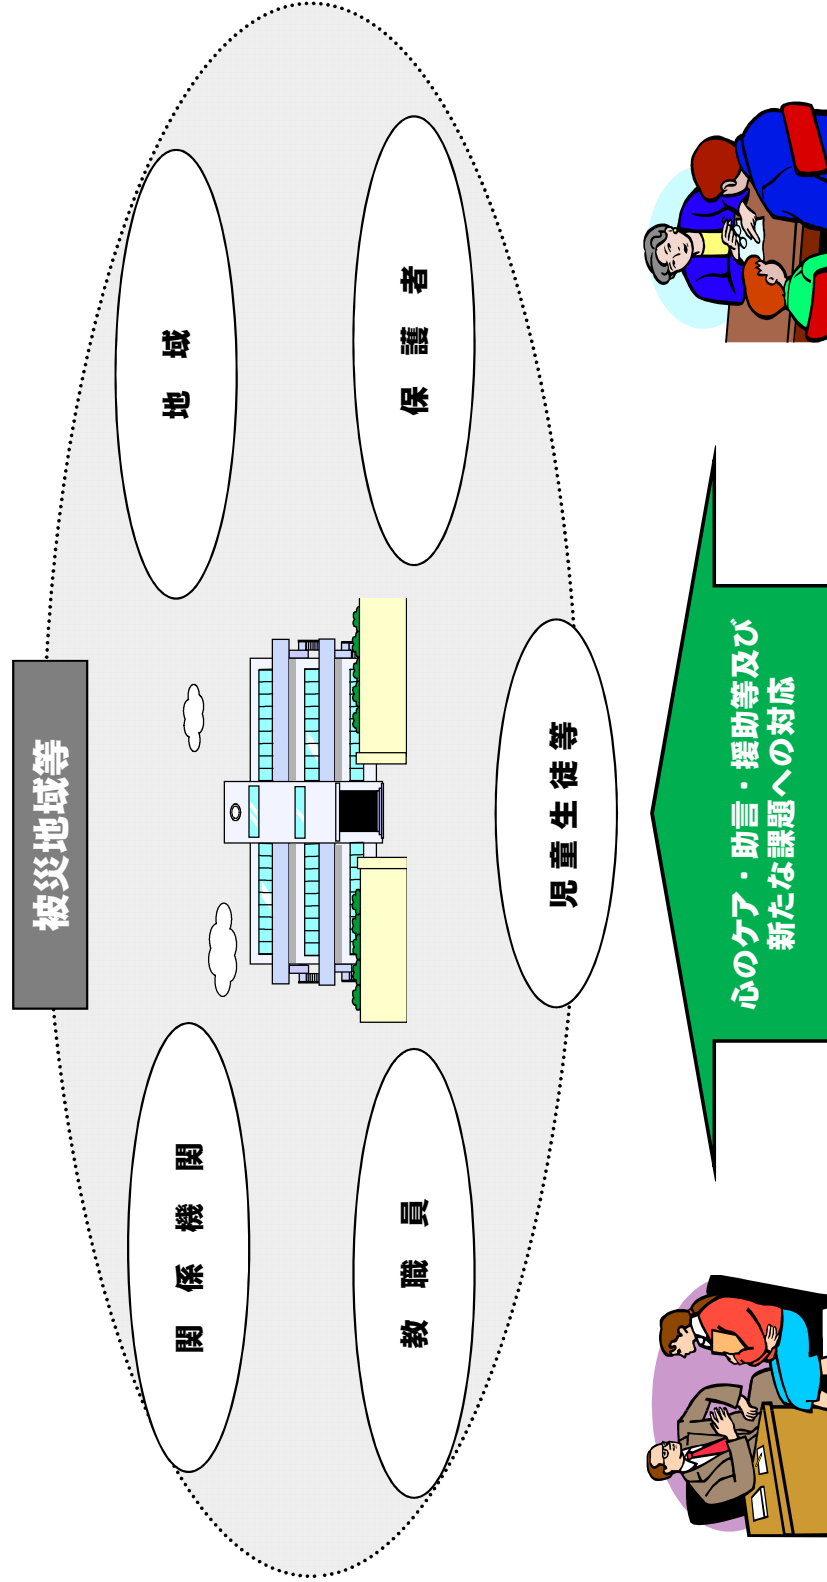 被災地域等
関係機関
地域
教職員
保護者
児童生徒等
心のケア・助言・援助等及び
新たな課題への対応